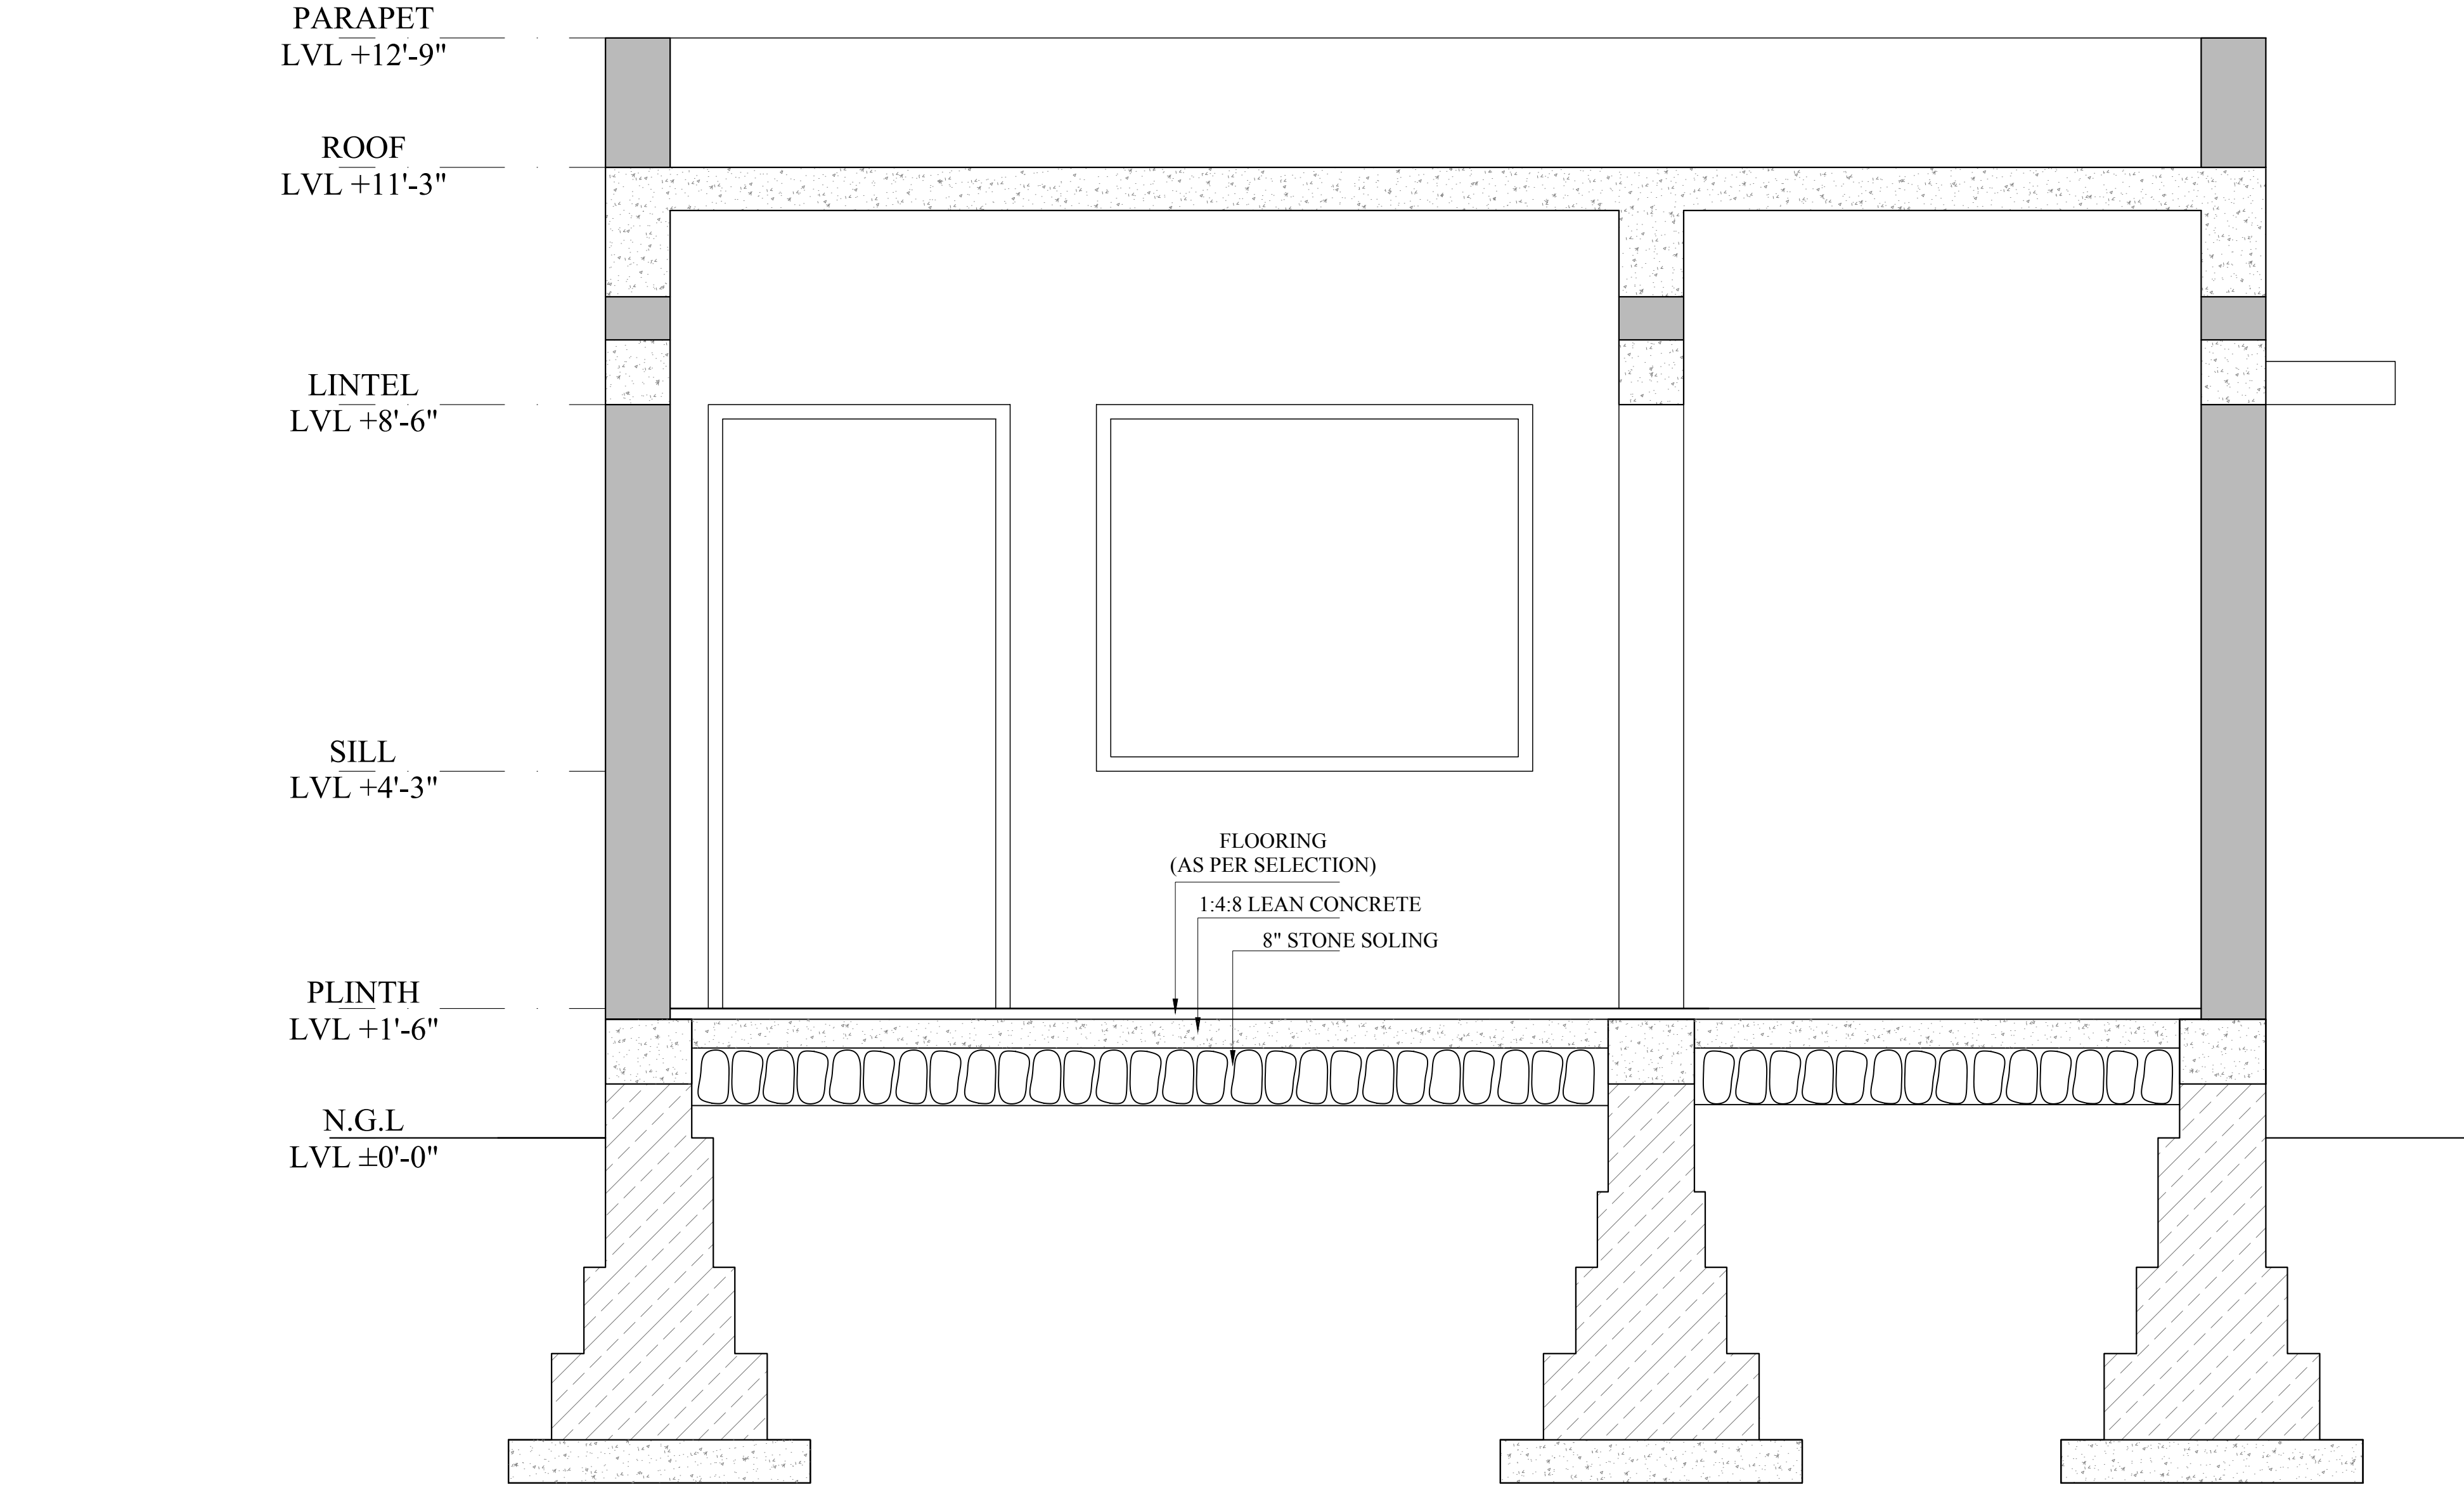 PARAPET
LVL +12'-9"
ROOF
LVL +11'-3"
LINTEL
LVL +8'-6"
SILL
LVL +4'-3"
FLOORING
(AS PER SELECTION)
1:4:8 LEAN CONCRETE
8" STONE SOLING
PLINTH
LVL +1'-6"
N.G.L
LVL ±0'-0"